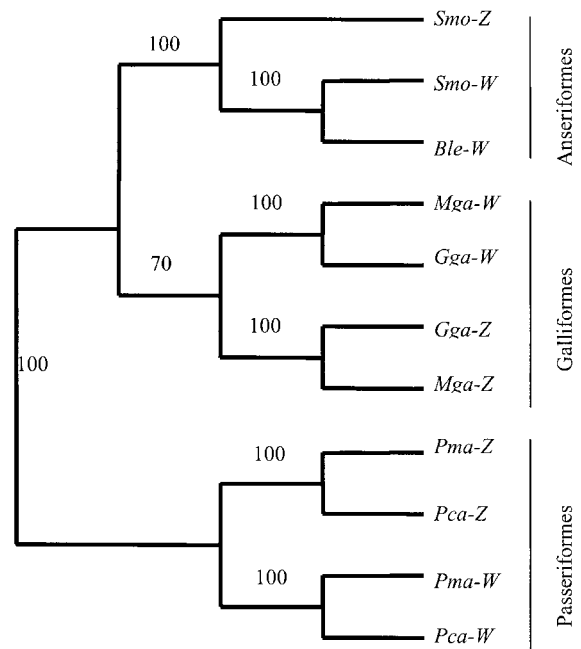 100
Smo-Z
100
Smo-W
Ble-W
Anseriformes
100
Mga-W
70
Gga-W
100
Gga-Z
Mga-Z
Galliformes
100
100
Pma-Z
Pca-Z
100
Pma-W
Pca-W
Passeriformes